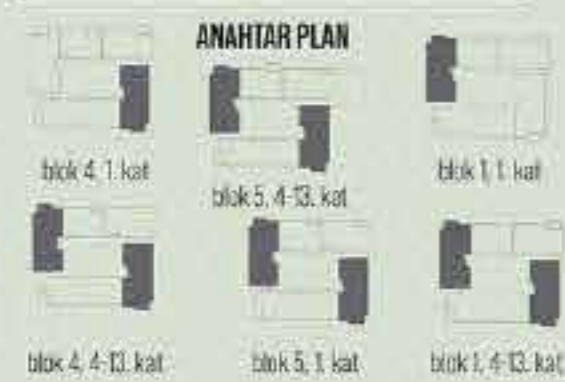 ANAHTAR PLAN
blok 4, 1. kat
blok 5, 4-13. kat
blok 1, 1. kat
blok 4, 4-13. kat
blok 5, 1. kat
blok 1, 4-13. kat